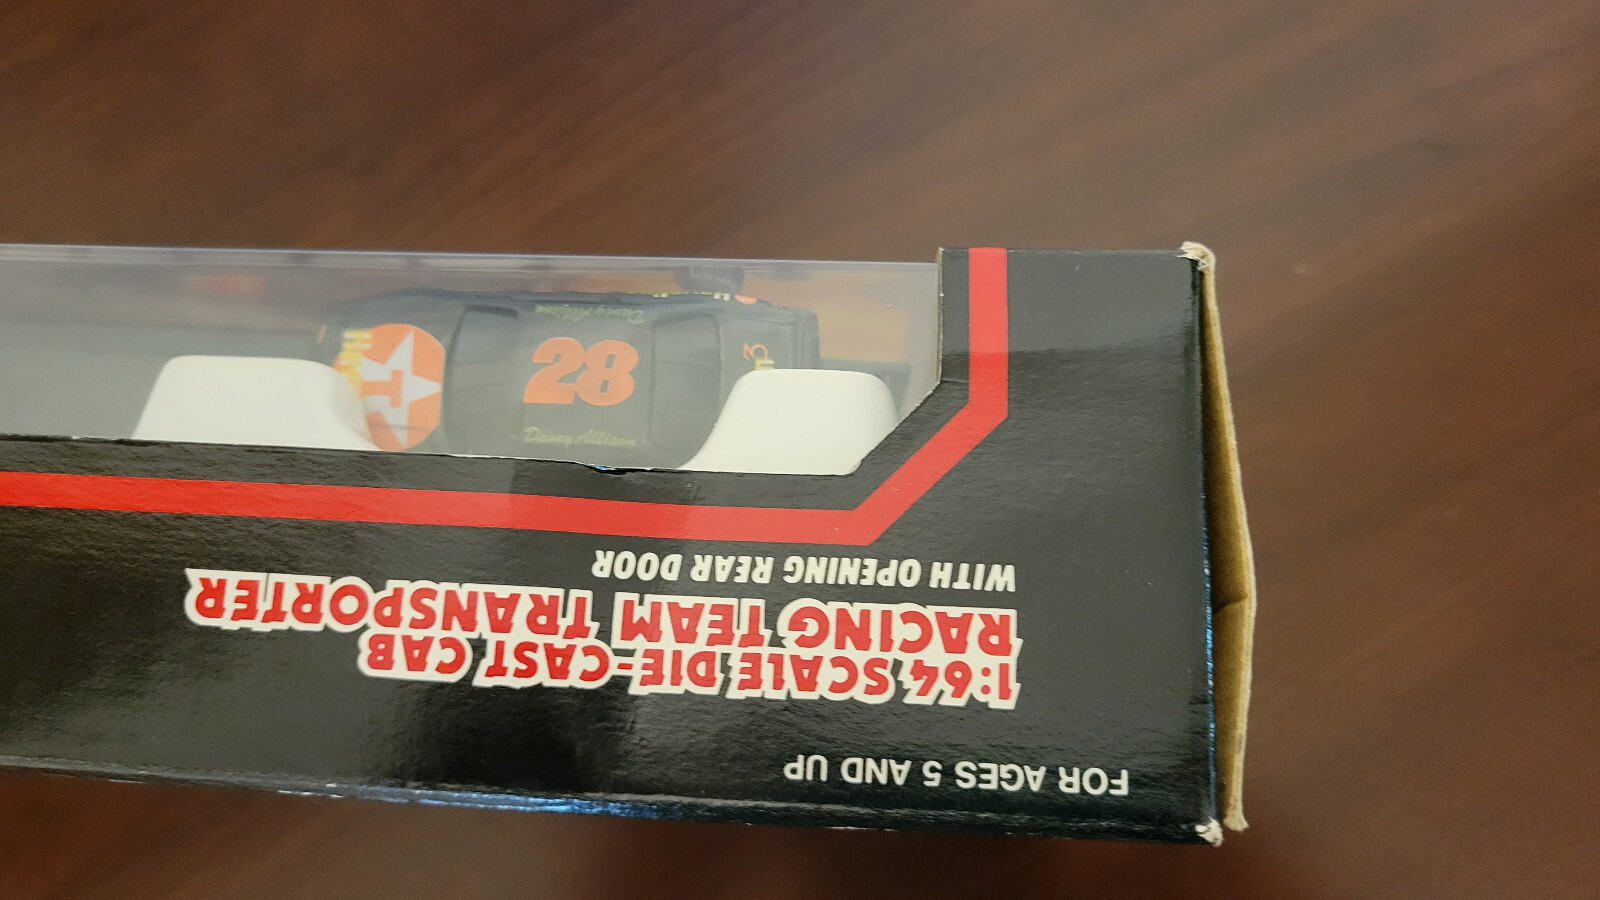 Davey Allison
28
Davey Allison
T
FOR AGES 5 AND UP
1:64 SCALE DIE-CAST CAB
RACING TEAM TRANSPORTER
WITH OPENING REAR DOOR